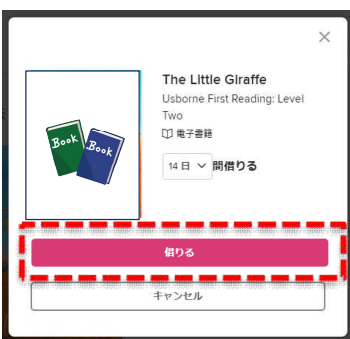 The Little Giraffe
Usborne First Reading: Level
Two
電子書籍
Book
Book
14 日 間借りる
借りる
キャンセル